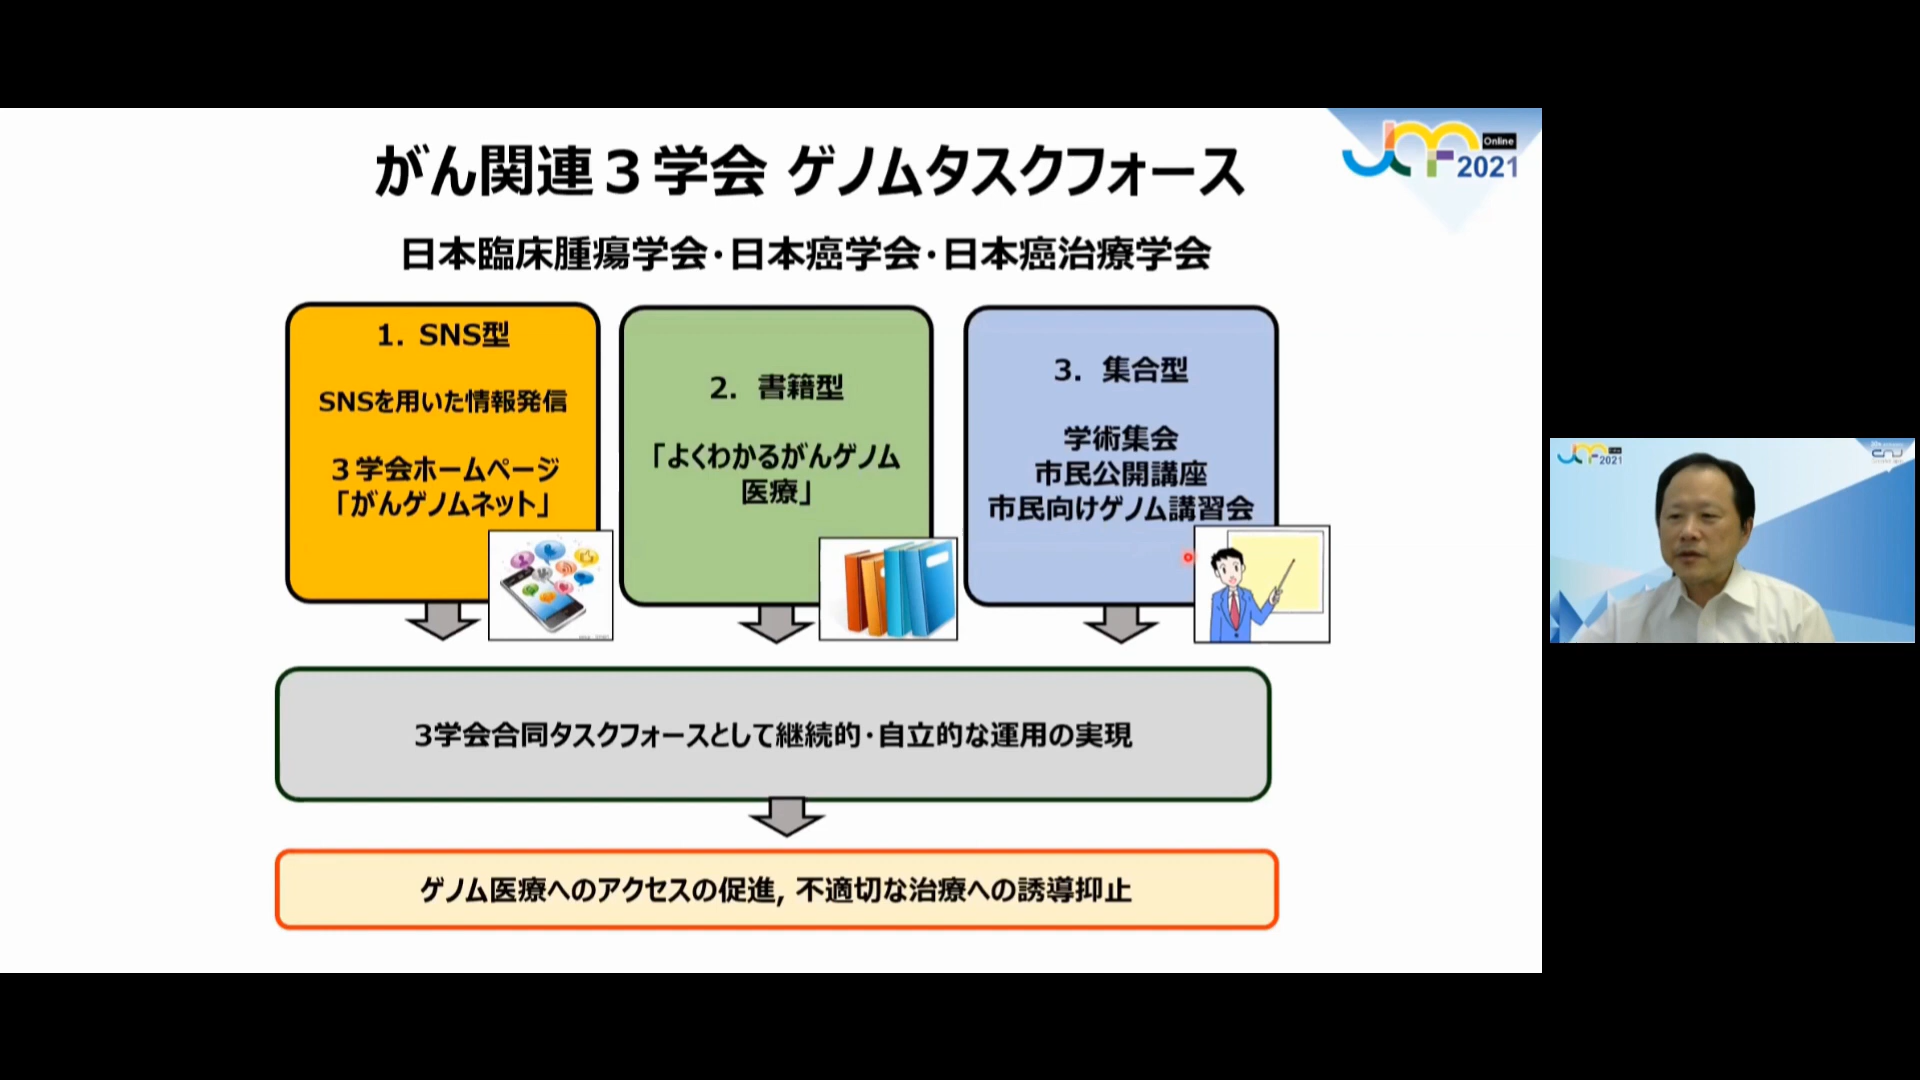 がん関連３学会 ゲノムタスクフォース
Online
2021
日本臨床腫瘍学会・日本癌学会・日本癌治療学会
1. SNS型
SNSを用いた情報発信
３学会ホームページ
「がんゲノムネット」
2. 書籍型
「よくわかるがんゲノム
医療」
3. 集合型
学術集会
市民公開講座
市民向けゲノム講習会
3学会合同タスクフォースとして継続的・自立的な運用の実現
ゲノム医療へのアクセスの促進, 不適切な治療への誘導抑止
2021